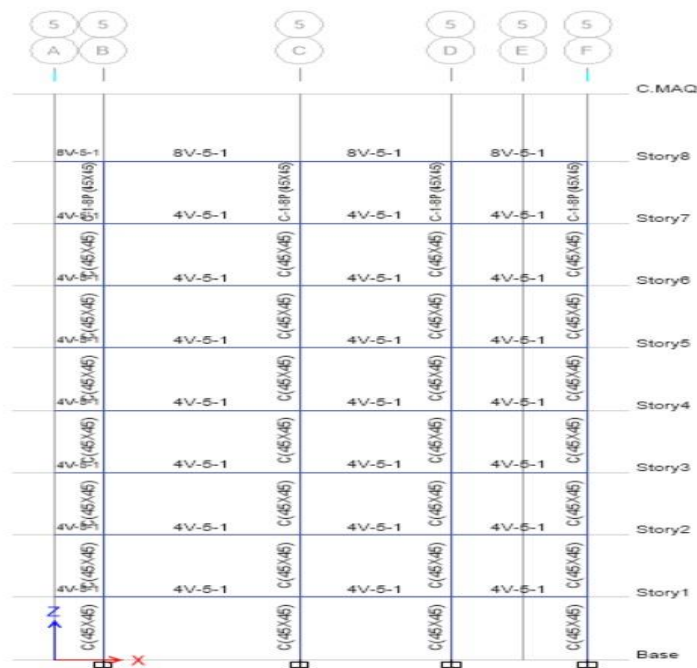 5 5 5 5 5 5
A B C D E F
C.MAQ
8V-5-1 8V-5-1 8V-5-1 8V-5-1 Story8
C-1-8P (45X45) C-1-8P (45X45) C-1-8P (45X45) C-1-8P (45X45)
4V-5-1 4V-5-1 4V-5-1 4V-5-1 Story7
C(45X45) C(45X45) C(45X45) C(45X45)
4V-5-1 4V-5-1 4V-5-1 4V-5-1 Story6
C(45X45) C(45X45) C(45X45) C(45X45)
4V-5-1 4V-5-1 4V-5-1 4V-5-1 Story5
C(45X45) C(45X45) C(45X45) C(45X45)
4V-5-1 4V-5-1 4V-5-1 4V-5-1 Story4
C(45X45) C(45X45) C(45X45) C(45X45)
4V-5-1 4V-5-1 4V-5-1 4V-5-1 Story3
C(45X45) C(45X45) C(45X45) C(45X45)
4V-5-1 4V-5-1 4V-5-1 4V-5-1 Story2
C(45X45) C(45X45) C(45X45) C(45X45)
4V-5-1 4V-5-1 4V-5-1 4V-5-1 Story1
Z C(45X45) C(45X45) C(45X45) C(45X45)
X Base